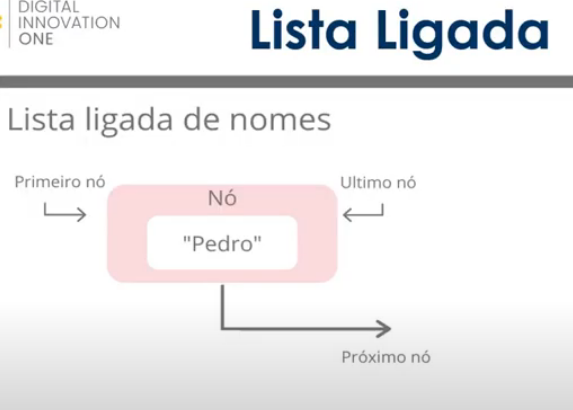 DIGITAL
INNOVATION
ONE
Lista Ligada
Lista ligada de nomes
Primeiro nó
Ultimo nó
Nó
"Pedro"
Próximo nó